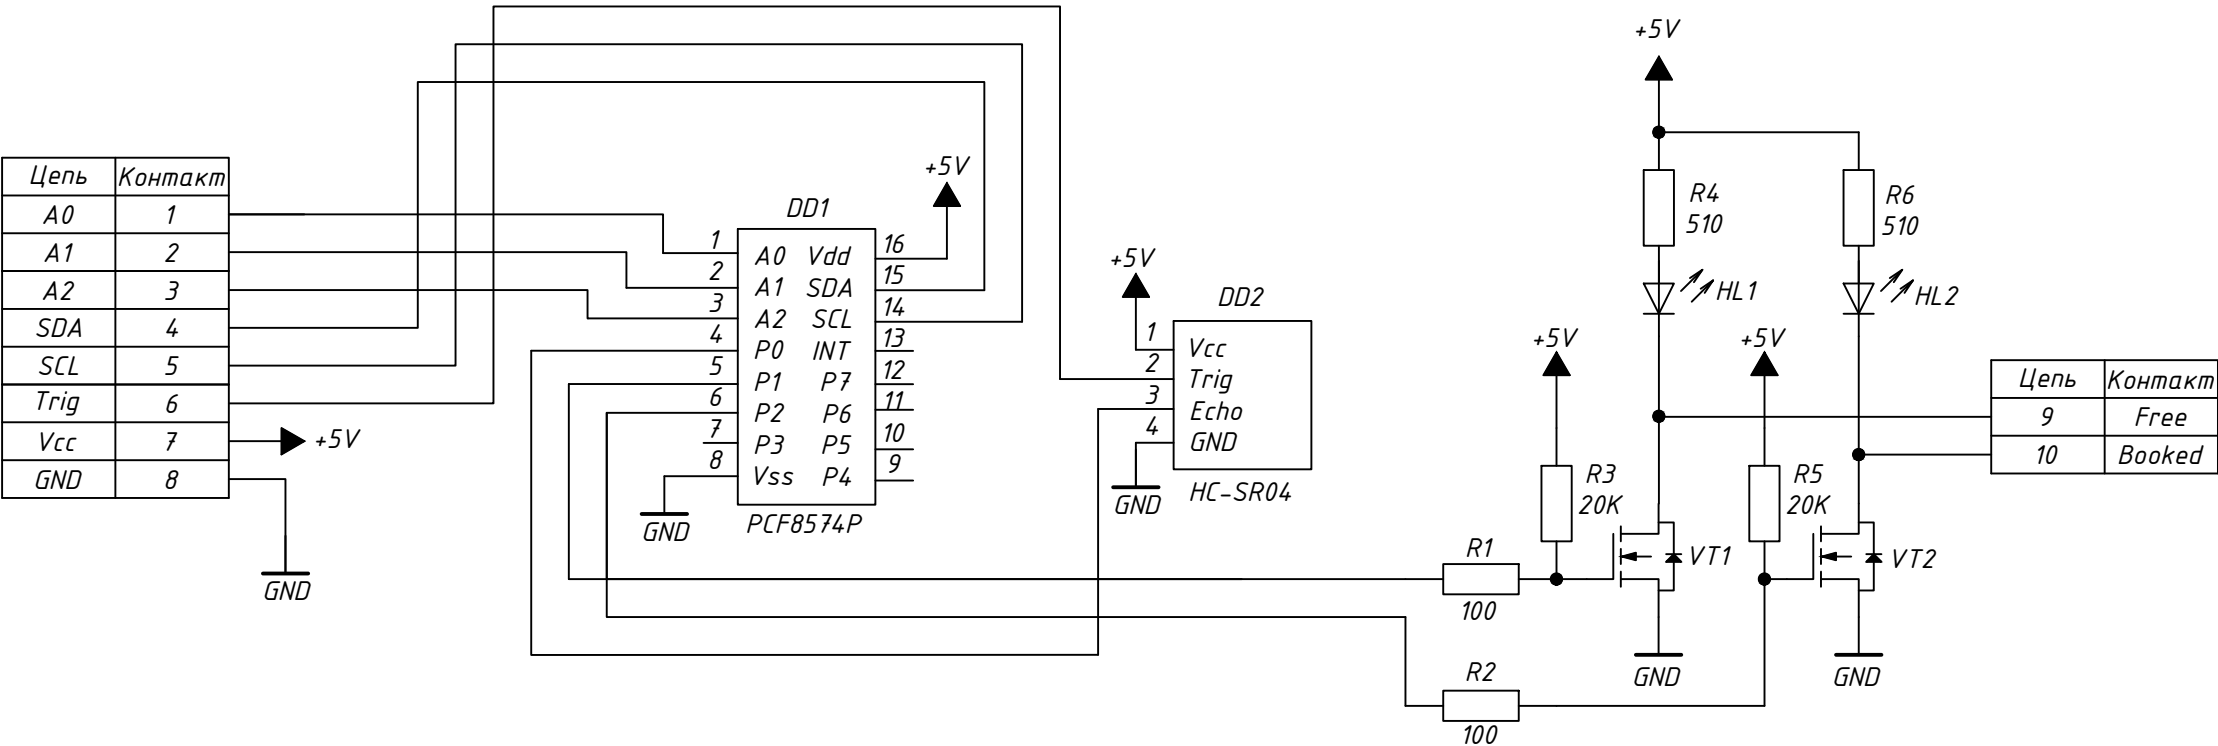 Цепь Контакт
A0 1
A1 2
A2 3
SDA 4
SCL 5
Trig 6
Vcc 7
GND 8
+5V
GND
DD1
+5V
1 A0 Vdd 16
2 A1 SDA 15
3 A2 SCL 14
4 P0 INT 13
5 P1 P7 12
6 P2 P6 11
7 P3 P5 10
8 Vss P4 9
GND
PCF8574P
+5V
DD2
1 Vcc
2 Trig
3 Echo
4 GND
GND
HC-SR04
+5V
R4
510
R6
510
HL1
HL2
+5V
+5V
R3
20K
R5
20K
R1
100
R2
100
VT1
VT2
GND
GND
Цепь Контакт
9 Free
10 Booked